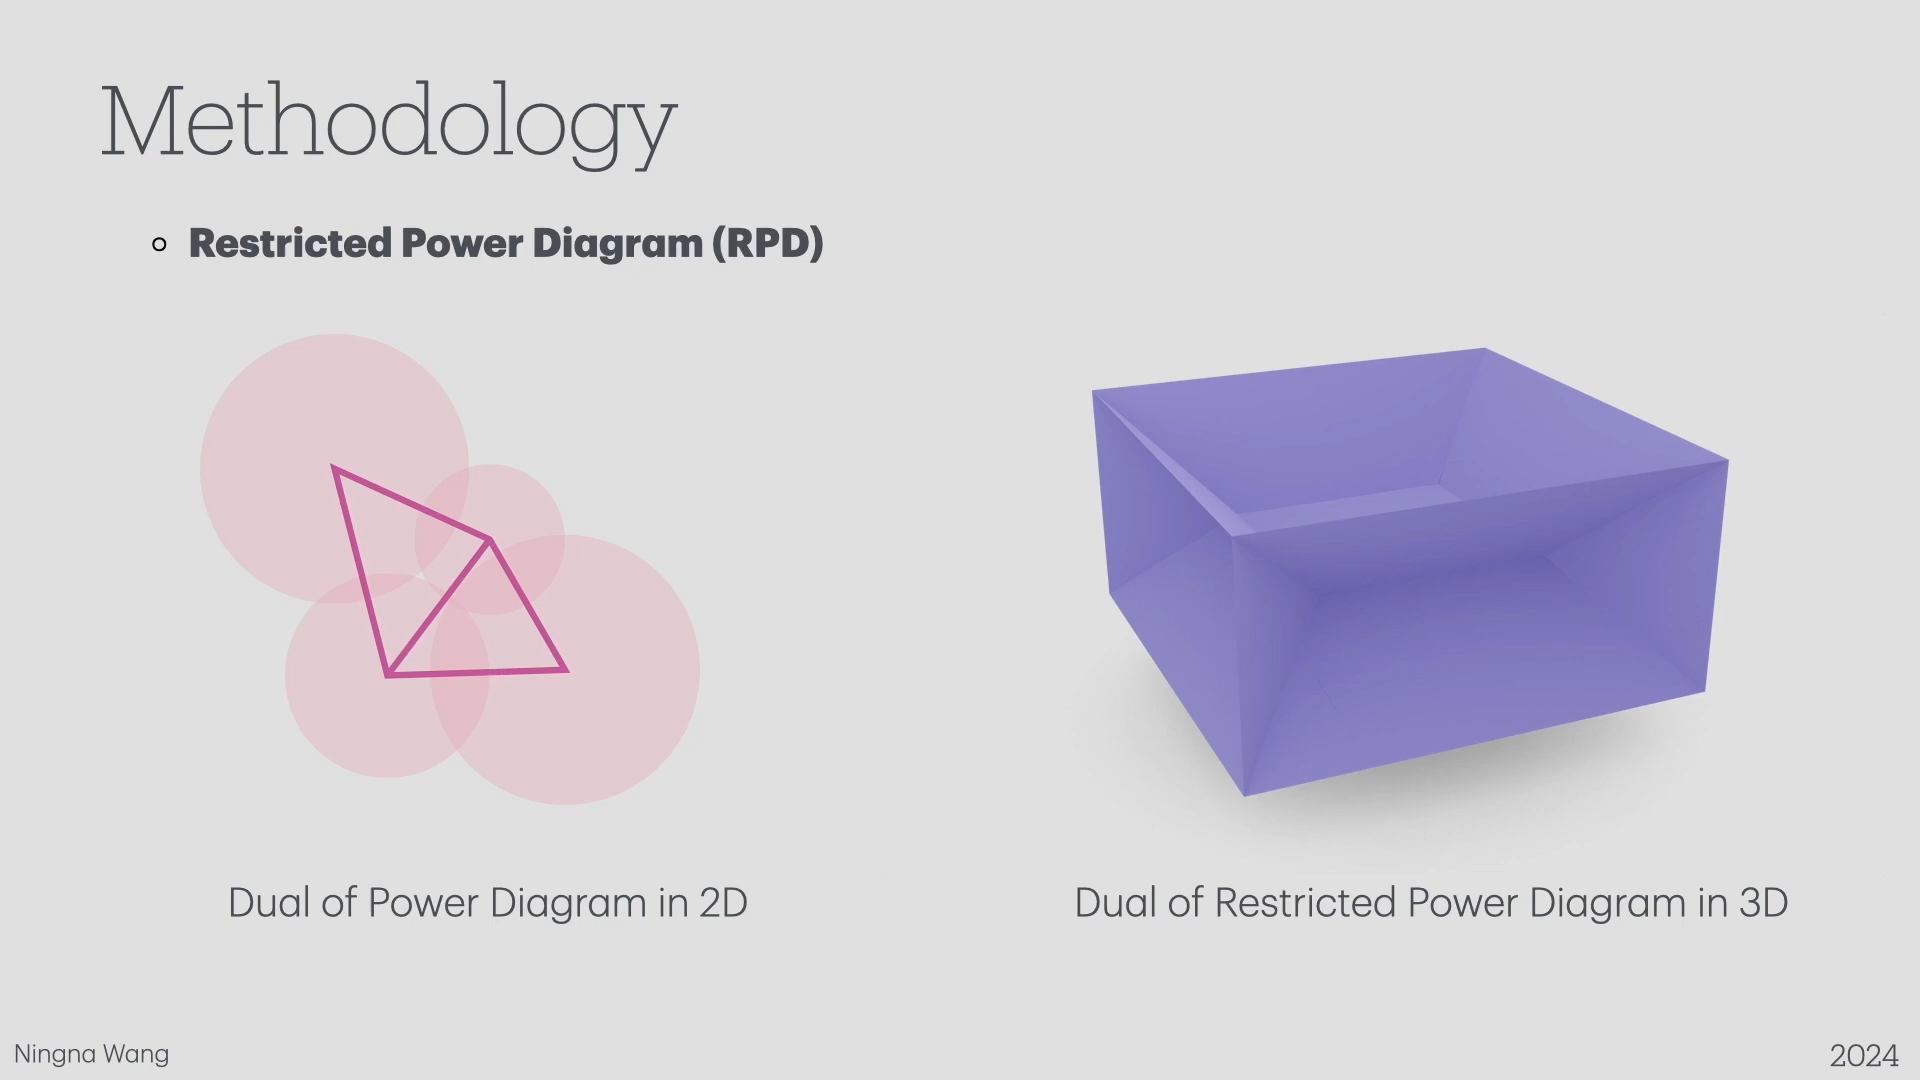 Methodology
Restricted Power Diagram (RPD)
Dual of Power Diagram in 2D
Dual of Restricted Power Diagram in 3D
Ningna Wang
2024